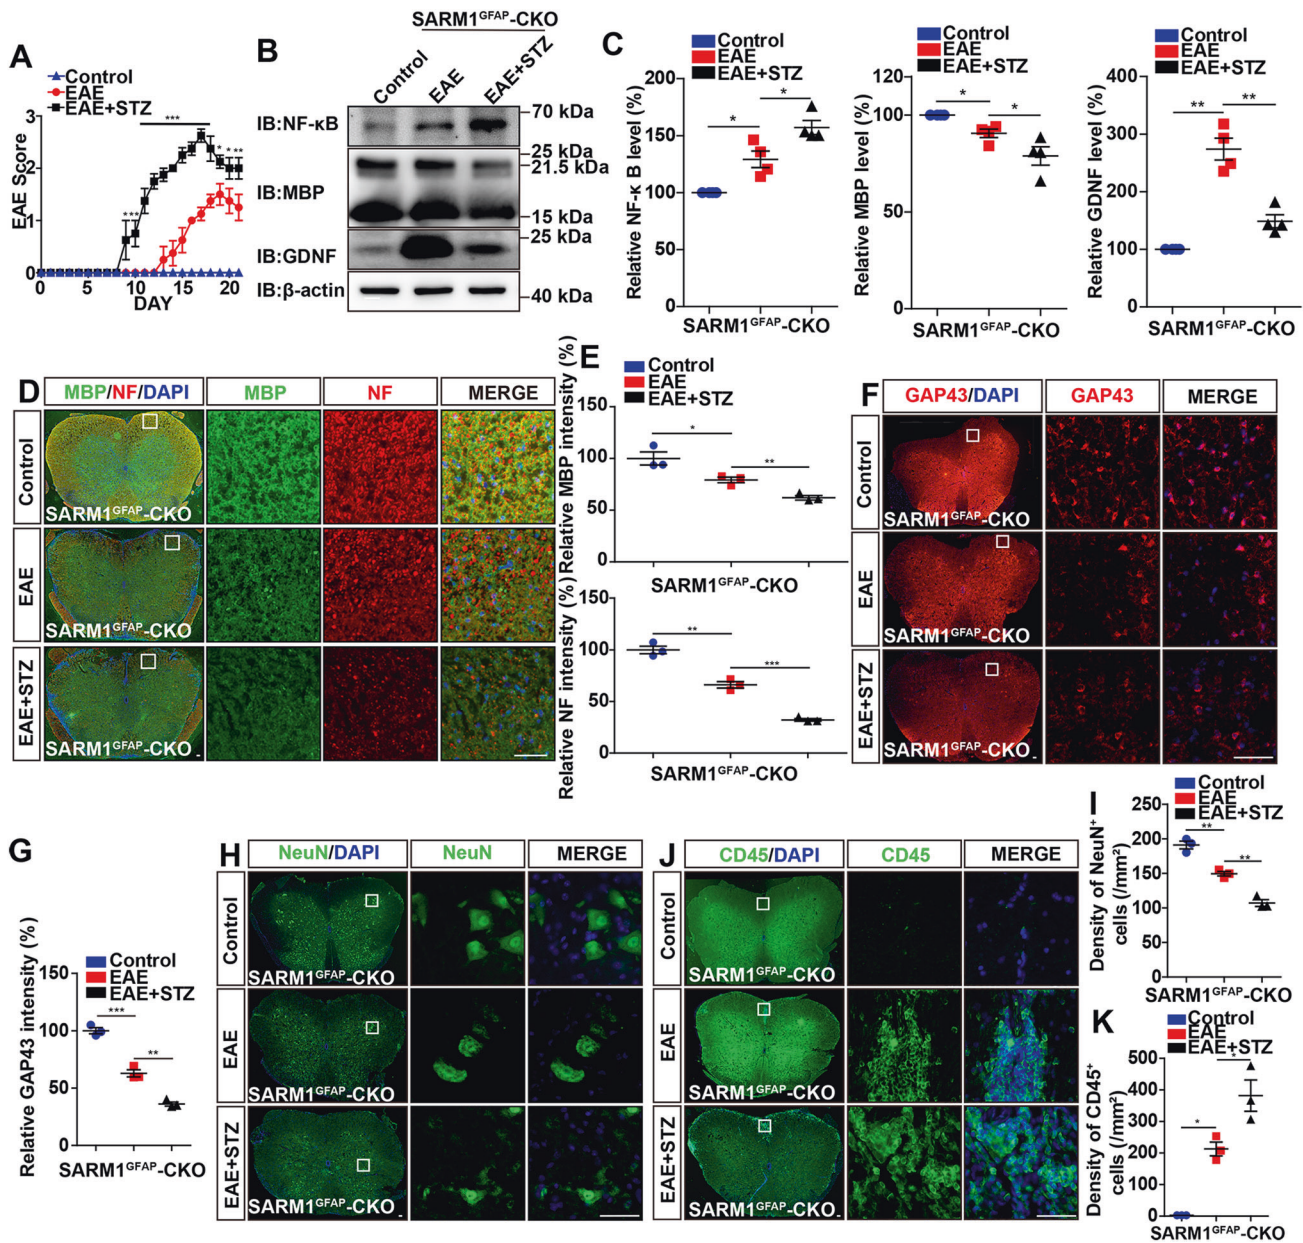 A
Control
EAE
EAE+STZ
EAE Score
3
2
1
0
***
***
* * **
0 5 10 15 20
DAY
B
SARM1GFAP-CKO
Control
EAE
EAE+STZ
IB:NF-κB
IB:MBP
IB:GDNF
IB:β-actin
70 kDa
50 kDa
25 kDa
21.5 kDa
15 kDa
25 kDa
20 kDa
40 kDa
C
Control
EAE
EAE+STZ
Relative NF-κ B level (%)
200
150
100
50
0
* *
SARM1GFAP-CKO
Control
EAE
EAE+STZ
Relative MBP level (%)
120
100
50
0
* *
SARM1GFAP-CKO
Control
EAE
EAE+STZ
Relative GDNF level (%)
400
300
200
100
0
** **
SARM1GFAP-CKO
D
MBP/NF/DAPI MBP NF MERGE
Control
SARM1GFAP-CKO
EAE
SARM1GFAP-CKO
EAE+STZ
SARM1GFAP-CKO
E
Control
EAE
EAE+STZ
Relative MBP intensity (%)
150
100
50
0
* **
SARM1GFAP-CKO
Relative NF intensity (%)
150
100
50
0
** ***
SARM1GFAP-CKO
F
GAP43/DAPI GAP43 MERGE
Control
SARM1GFAP-CKO
EAE
SARM1GFAP-CKO
EAE+STZ
SARM1GFAP-CKO
G
Control
EAE
EAE+STZ
Relative GAP43 intensity (%)
150
100
50
0
*** **
SARM1GFAP-CKO
H
NeuN/DAPI NeuN MERGE
Control
SARM1GFAP-CKO
EAE
SARM1GFAP-CKO
EAE+STZ
SARM1GFAP-CKO
J
CD45/DAPI CD45 MERGE
Control
SARM1GFAP-CKO
EAE
SARM1GFAP-CKO
EAE+STZ
SARM1GFAP-CKO
I
Control
EAE
EAE+STZ
Density of NeuN+
cells (/mm²)
250
200
150
100
50
0
** **
SARM1GFAP-CKO
K
Control
EAE
EAE+STZ
Density of CD45+
cells (/mm²)
500
400
300
200
100
0
* *
SARM1GFAP-CKO